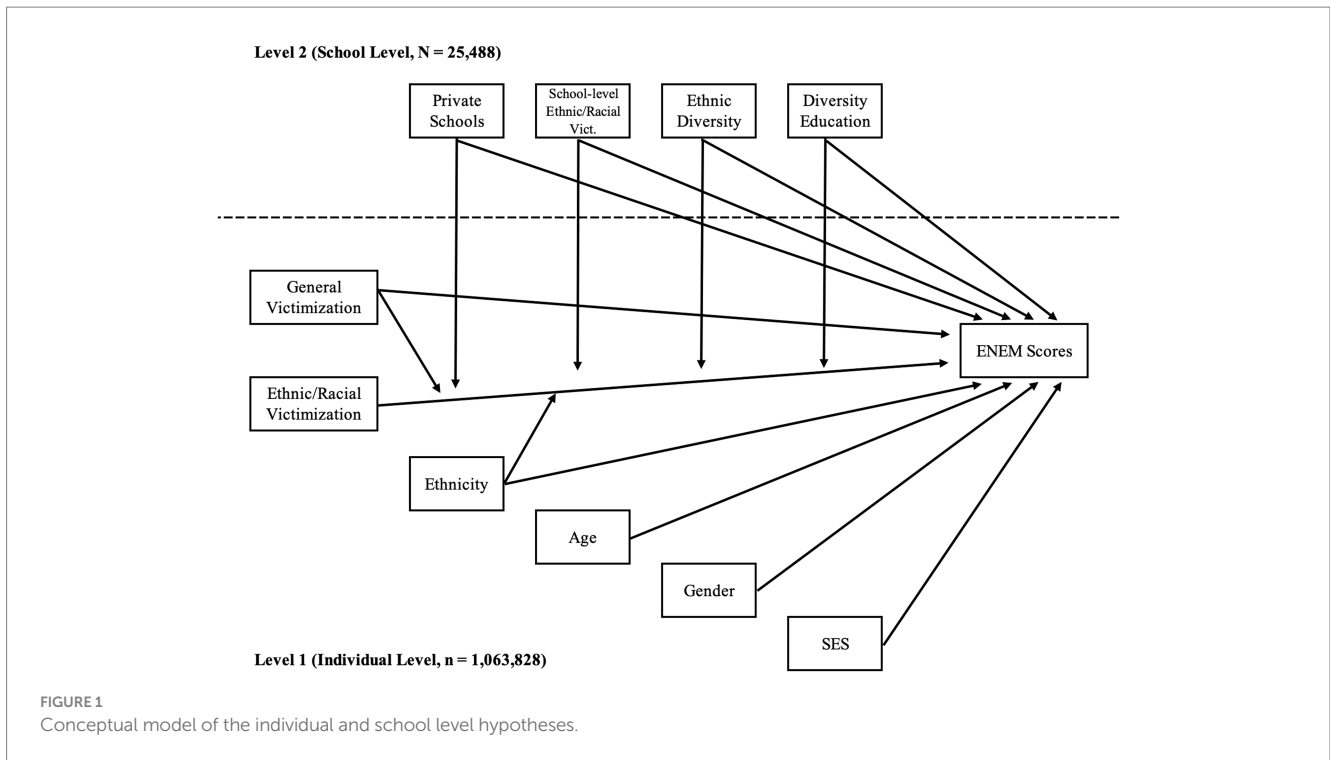 Level 2 (School Level, N = 25,488)
Private
Schools
School-level
Ethnic/Racial
Vict.
Ethnic
Diversity
Diversity
Education
General
Victimization
ENEM Scores
Ethnic/Racial
Victimization
Ethnicity
Age
Gender
SES
Level 1 (Individual Level, n = 1,063,828)
FIGURE 1
Conceptual model of the individual and school level hypotheses.